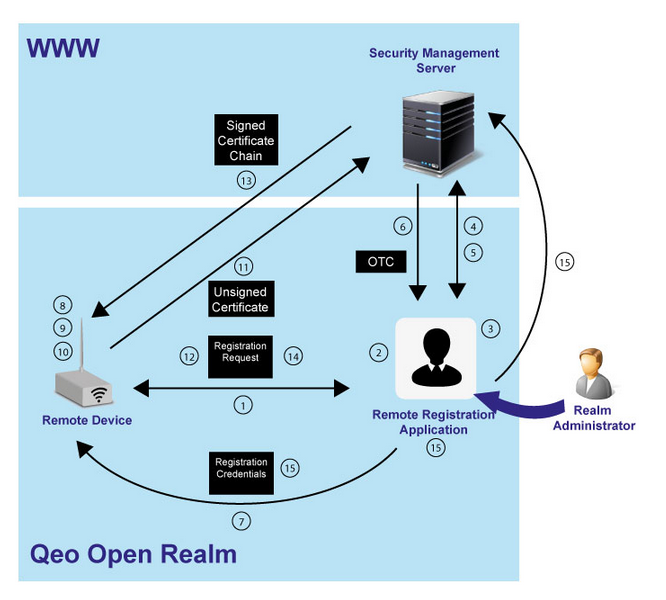 WWW
Security Management
Server
Signed
Certificate
Chain
13
6
4
5
OTC
15
11
Unsigned
Certificate
8
9
10
12
Registration
Request
14
2
3
1
Remote Device
Remote Registration
Application
15
Realm
Administrator
Registration
Credentials
15
7
Qeo Open Realm